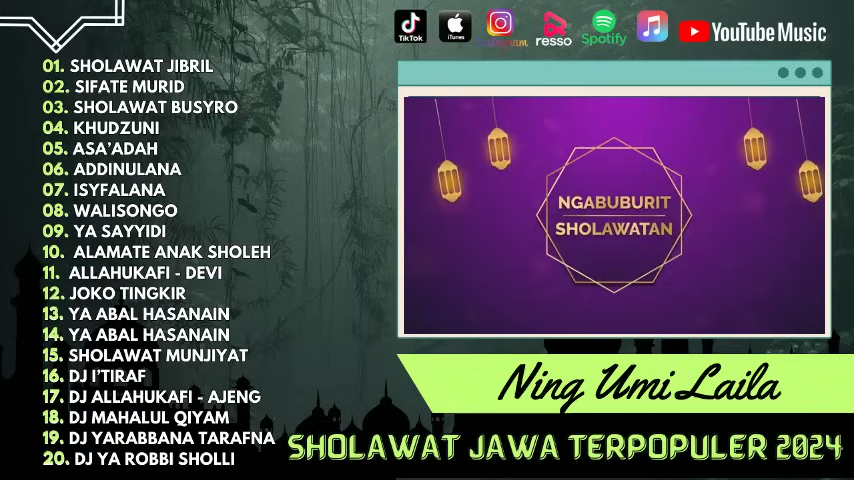 TikTok
iTunes
Instagram
resso
Spotify
YouTube Music
01. SHOLAWAT JIBRIL
02. SIFATE MURID
03. SHOLAWAT BUSYRO
04. KHUDZUNI
05. ASA'ADAH
06. ADDINULANA
07. ISYFALANA
08. WALISONGO
09. YA SAYYIDI
10. ALAMATE ANAK SHOLEH
11. ALLAHUKAFI - DEVI
12. JOKO TINGKIR
13. YA ABAL HASANAIN
14. YA ABAL HASANAIN
15. SHOLAWAT MUNJIYAT
16. DJ I'TIRAF
17. DJ ALLAHUKAFI - AJENG
18. DJ MAHALUL QIYAM
19. DJ YARABBANA TARAFNA
20. DJ YA ROBBI SHOLLI
NGABUBURIT
SHOLAWATAN
Ning Umi Laila
SHOLAWAT JAWA TERPOPULER 2024